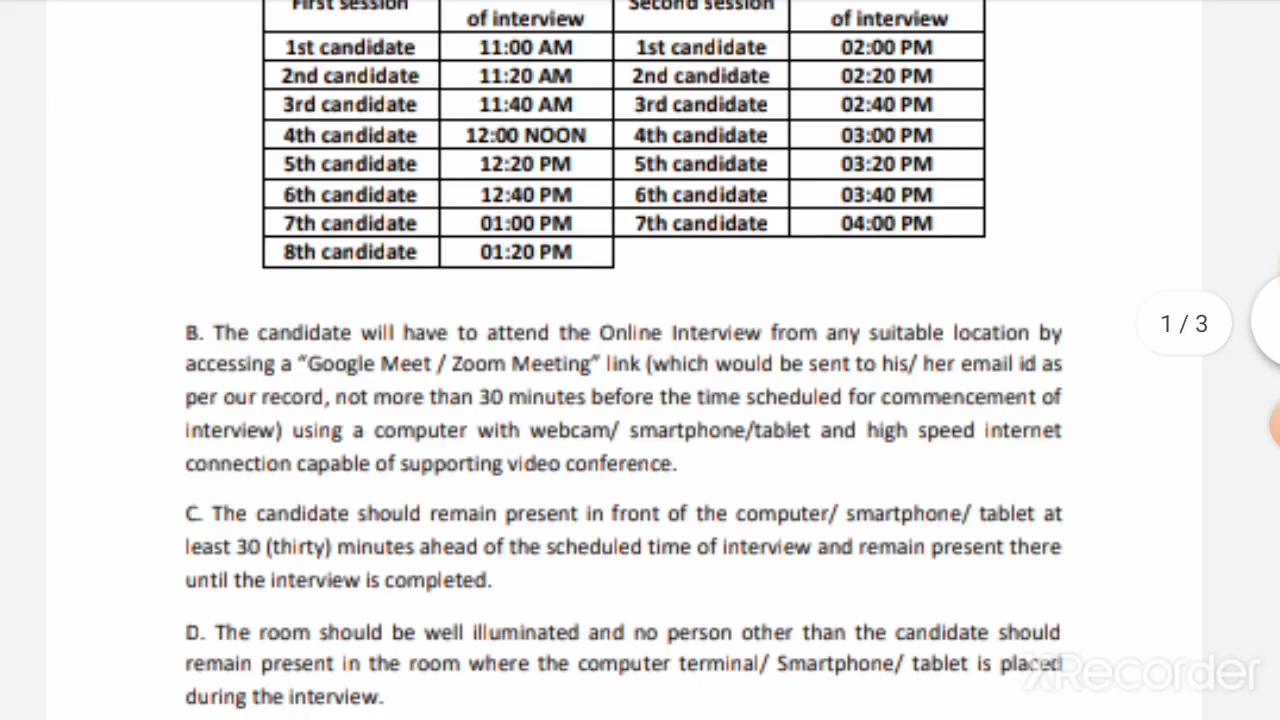 First session Second session
of interview of interview
1st candidate 11:00 AM 1st candidate 02:00 PM
2nd candidate 11:20 AM 2nd candidate 02:20 PM
3rd candidate 11:40 AM 3rd candidate 02:40 PM
4th candidate 12:00 NOON 4th candidate 03:00 PM
5th candidate 12:20 PM 5th candidate 03:20 PM
6th candidate 12:40 PM 6th candidate 03:40 PM
7th candidate 01:00 PM 7th candidate 04:00 PM
8th candidate 01:20 PM
B. The candidate will have to attend the Online Interview from any suitable location by
accessing a “Google Meet / Zoom Meeting” link (which would be sent to his/ her email id as
per our record, not more than 30 minutes before the time scheduled for commencement of
interview) using a computer with webcam/ smartphone/tablet and high speed internet
connection capable of supporting video conference.
1 / 3
C. The candidate should remain present in front of the computer/ smartphone/ tablet at
least 30 (thirty) minutes ahead of the scheduled time of interview and remain present there
until the interview is completed.
D. The room should be well illuminated and no person other than the candidate should
remain present in the room where the computer terminal/ Smartphone/ tablet is placed
during the interview.
XRecorder